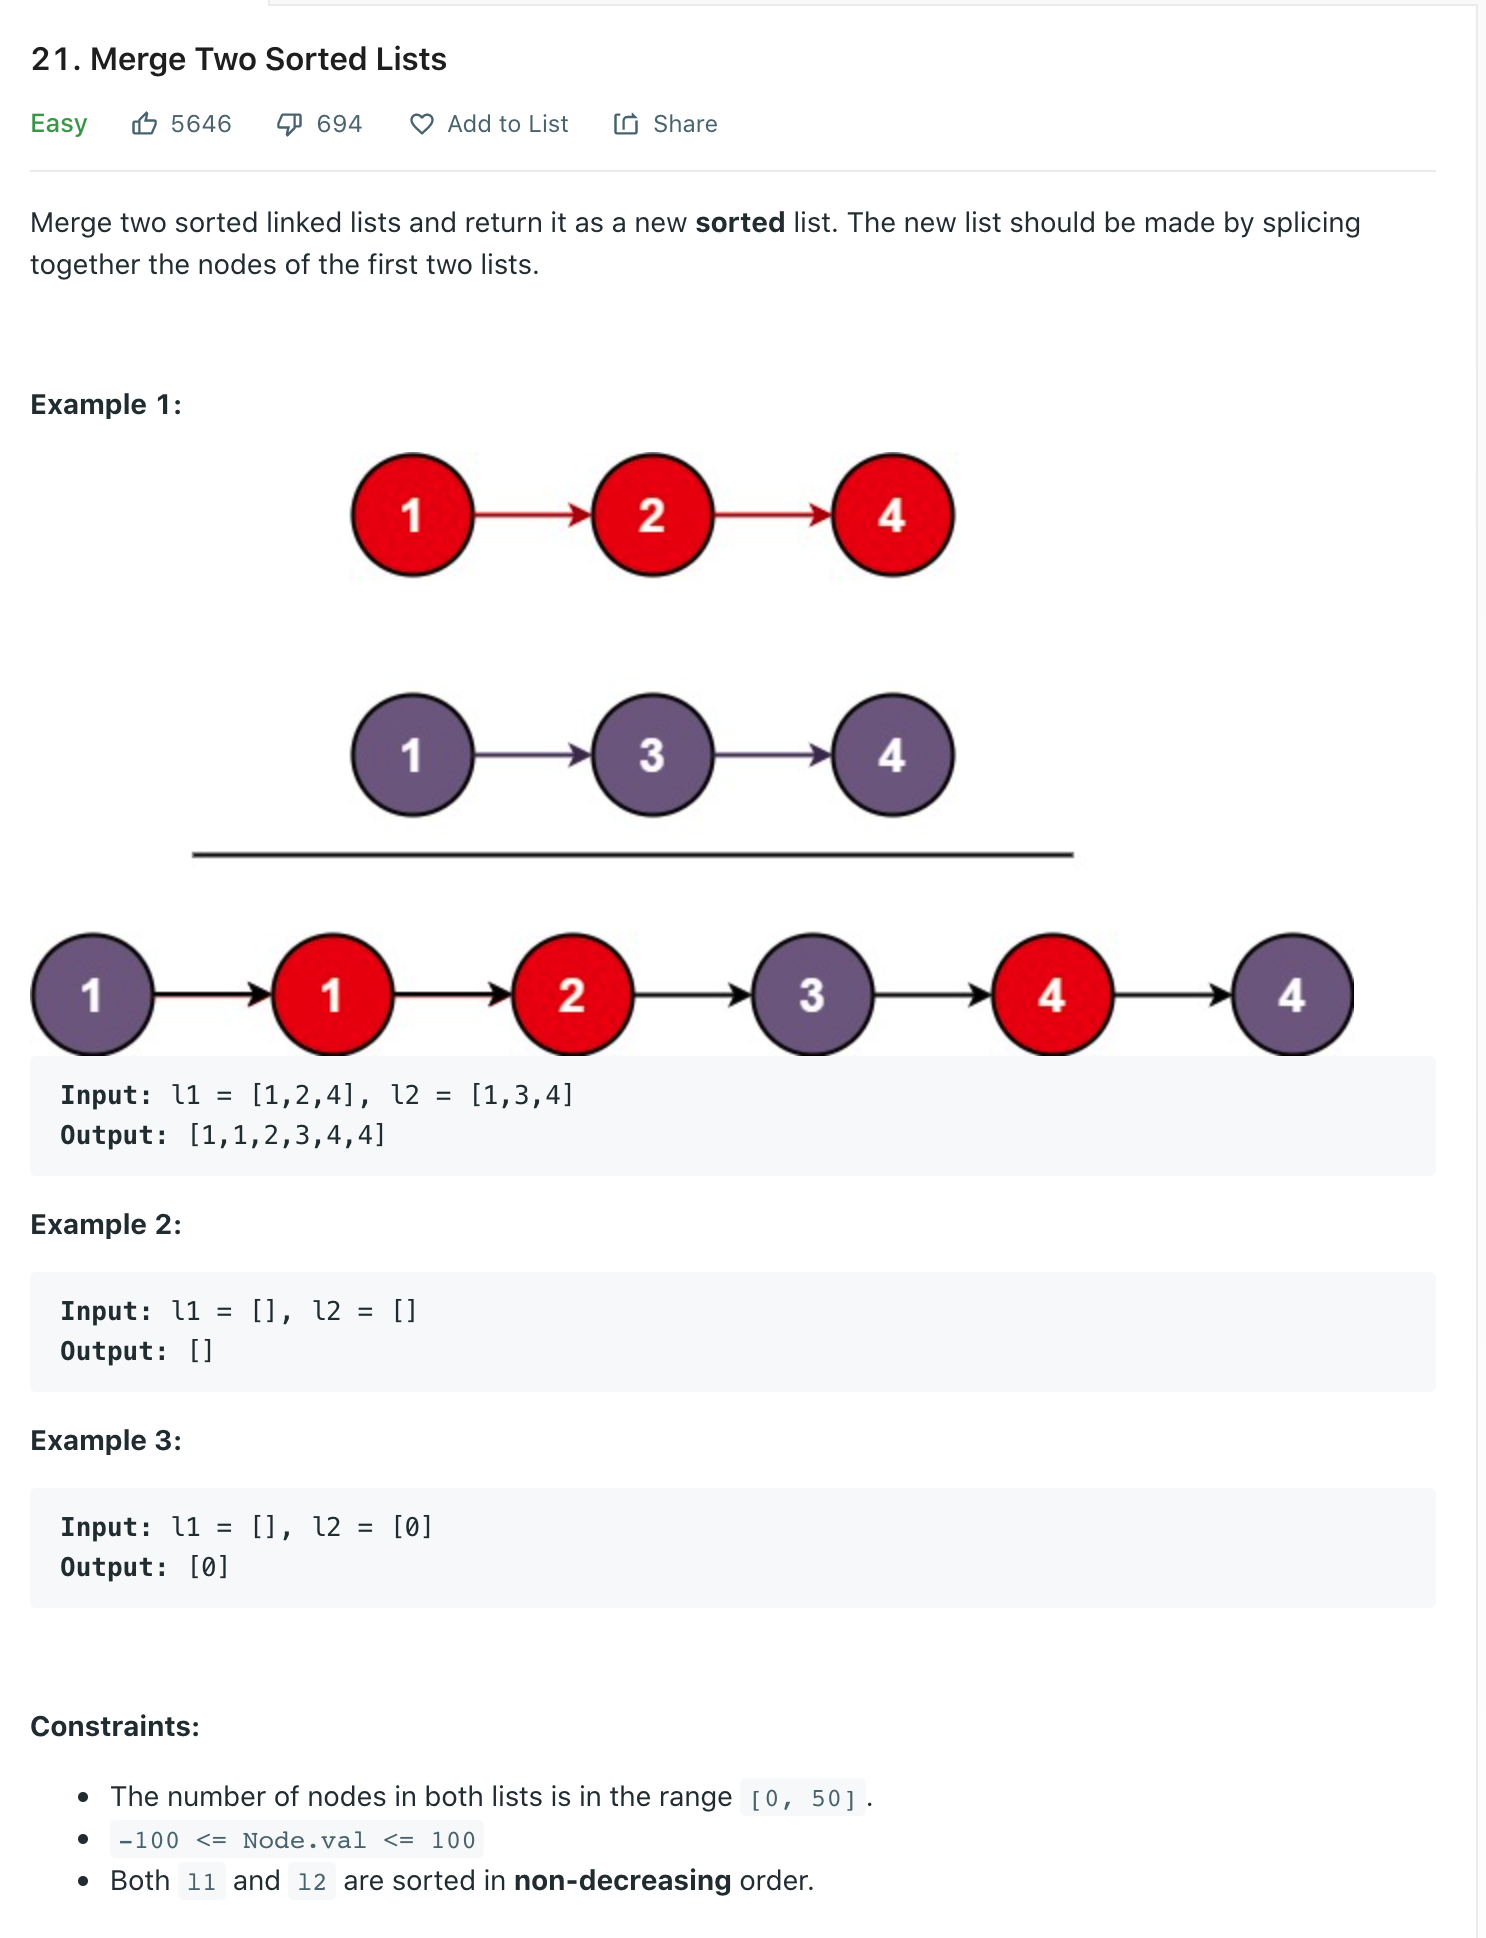 21. Merge Two Sorted Lists
Easy 5646 694 Add to List Share
Merge two sorted linked lists and return it as a new sorted list. The new list should be made by splicing
together the nodes of the first two lists.
Example 1:
1 2 4
1 3 4
1 1 2 3 4 4
Input: l1 = [1,2,4], l2 = [1,3,4]
Output: [1,1,2,3,4,4]
Example 2:
Input: l1 = [], l2 = []
Output: []
Example 3:
Input: l1 = [], l2 = [0]
Output: [0]
Constraints:
• The number of nodes in both lists is in the range [0, 50].
• -100 <= Node.val <= 100
• Both l1 and l2 are sorted in non-decreasing order.